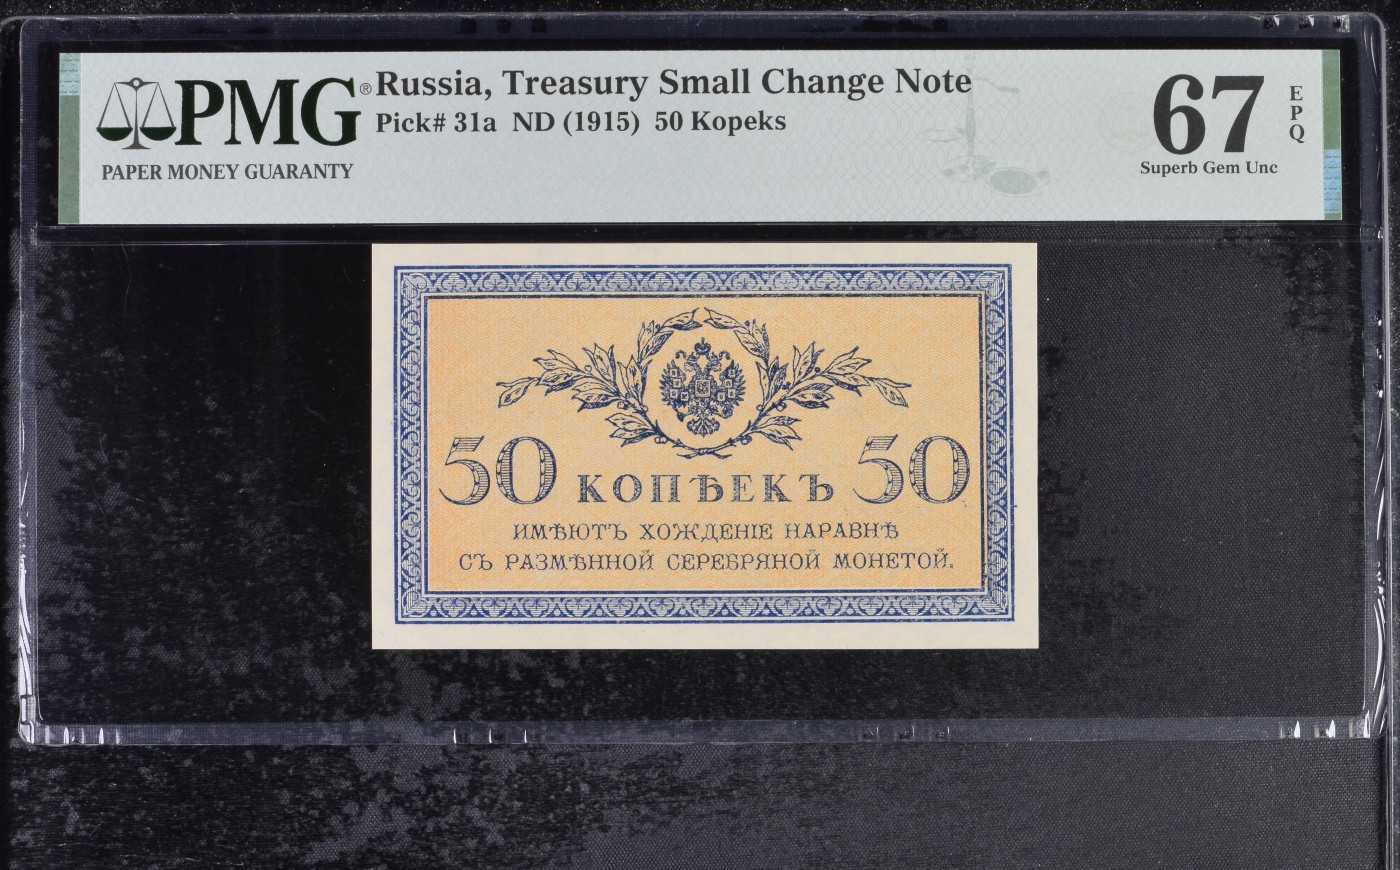 PMG®
PAPER MONEY GUARANTY
Russia, Treasury Small Change Note
Pick# 31a ND (1915) 50 Kopeks
67
EPQ
Superb Gem Unc
50 КОПѢЕКЪ 50
ИМѢЮТЪ ХОЖДЕНІЕ НАРАВНѢ
СЪ РАЗМѢННОЙ СЕРЕБРЯНОЙ МОНЕТОЙ.